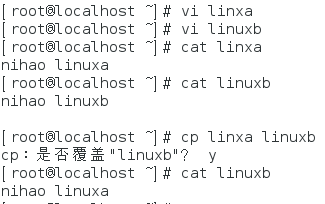 [root@localhost ~]# vi linxa
[root@localhost ~]# vi linuxb
[root@localhost ~]# cat linxa
nihao linuxa
[root@localhost ~]# cat linuxb
nihao linuxb
[root@localhost ~]# cp linxa linuxb
cp：是否覆盖"linuxb"？ y
[root@localhost ~]# cat linuxb
nihao linuxa